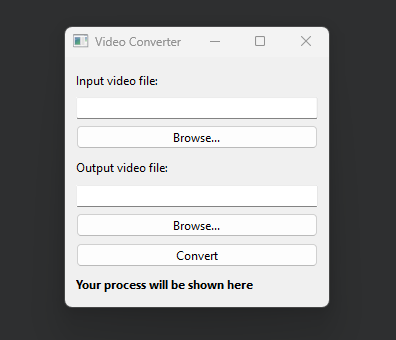 Video Converter
Input video file:
Browse...
Output video file:
Browse...
Convert
Your process will be shown here